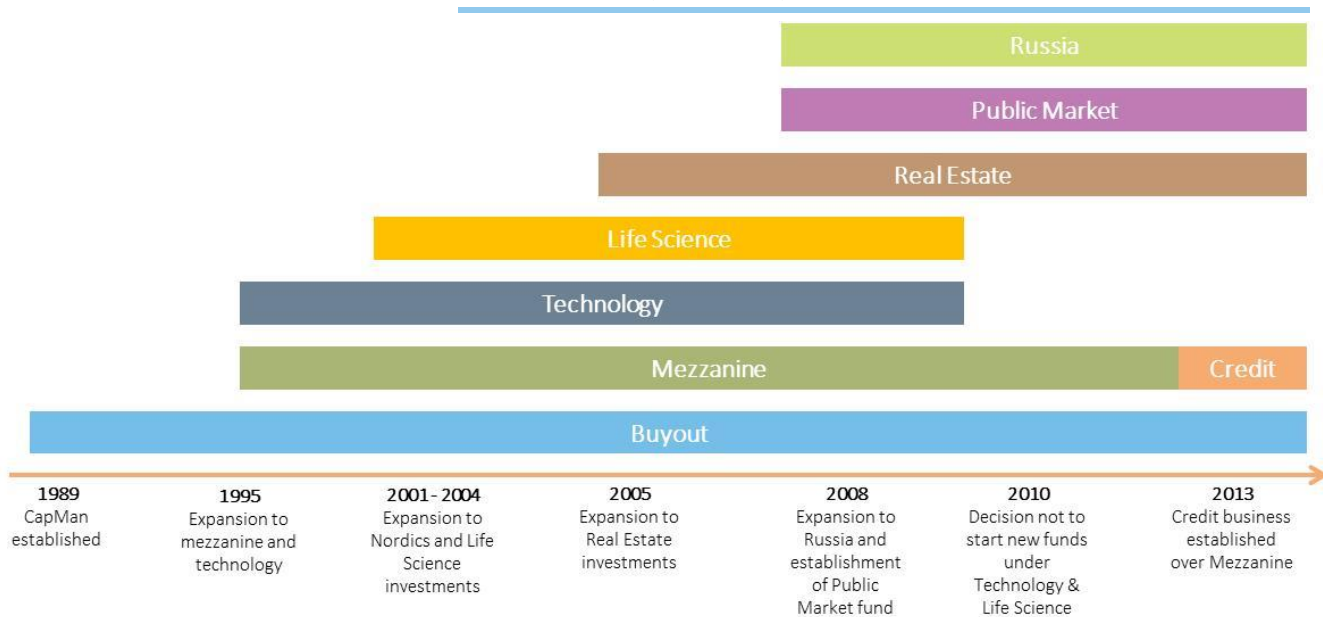 Russia
Public Market
Real Estate
Life Science
Technology
Mezzanine
Credit
Buyout
1989
CapMan
established
1995
Expansion to
mezzanine and
technology
2001-2004
Expansion to
Nordics and Life
Science
investments
2005
Expansion to
Real Estate
investments
2008
Expansion to
Russia and
establishment
of Public
Market fund
2010
Decision not to
start new funds
under
Technology &
Life Science
2013
Credit business
established
over Mezzanine